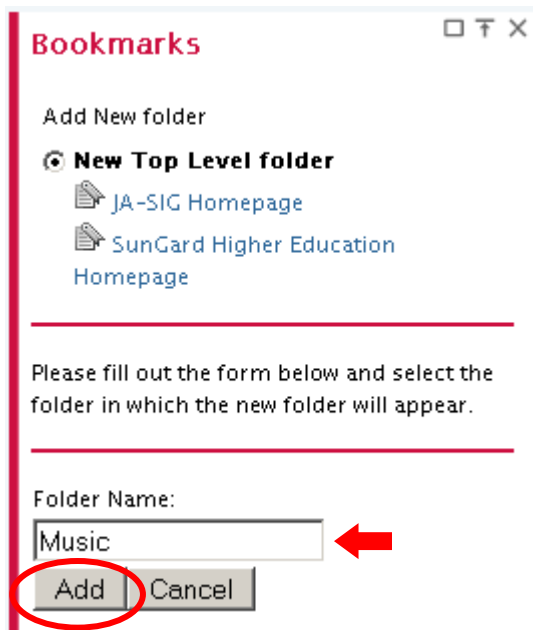 Bookmarks
Add New folder
New Top Level folder
JA-SIG Homepage
SunGard Higher Education
Homepage
Please fill out the form below and select the
folder in which the new folder will appear.
Folder Name:
Music
Add Cancel